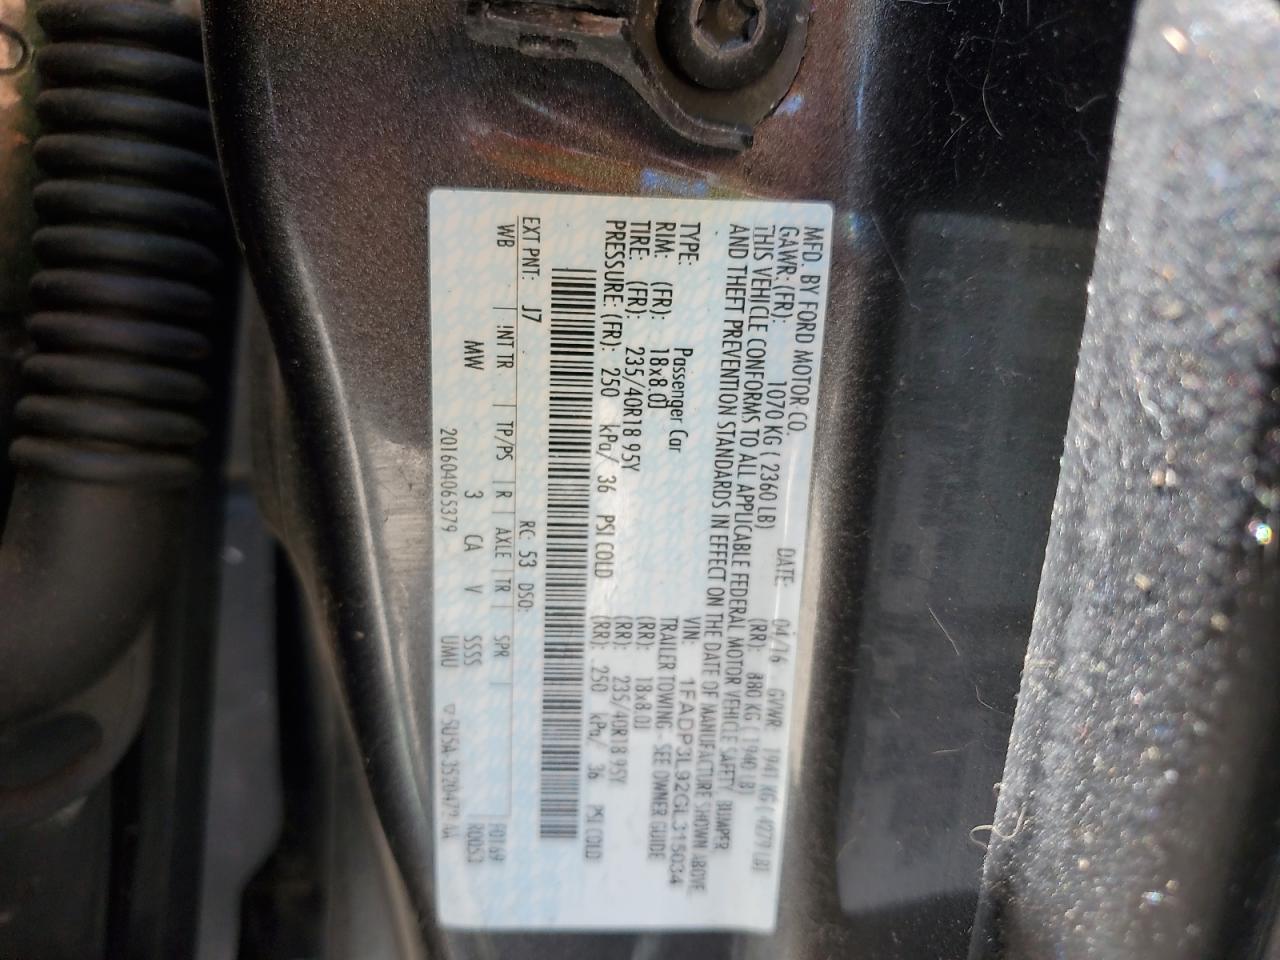 MFD. BY FORD MOTOR CO.
DATE: 04/16 GVWR: 1941 KG ( 4279 LB)
GAWR: (FR): 1070 KG ( 2360 LB) (RR): 880 KG ( 1940 LB)
THIS VEHICLE CONFORMS TO ALL APPLICABLE FEDERAL MOTOR VEHICLE SAFETY, BUMPER
AND THEFT PREVENTION STANDARDS IN EFFECT ON THE DATE OF MANUFACTURE SHOWN ABOVE.
VIN: 1FADP3L92GL315034
TYPE: Passenger Car TRAILER TOWING - SEE OWNER GUIDE
RIM: (FR): 18x8.0J (RR): 18x8.0J
TIRE: (FR): 235/40R18 95Y (RR): 235/40R18 95Y
PRESSURE: (FR): 250 kPa/ 36 PSI COLD (RR): 250 kPa/ 36 PSI COLD
EXT PNT: J7 RC: 53 DSO:
WB INT TR TP/PS R AXLE TR SPR F0169
MW 3 CA V SSSS R0053
201604065379 UMU